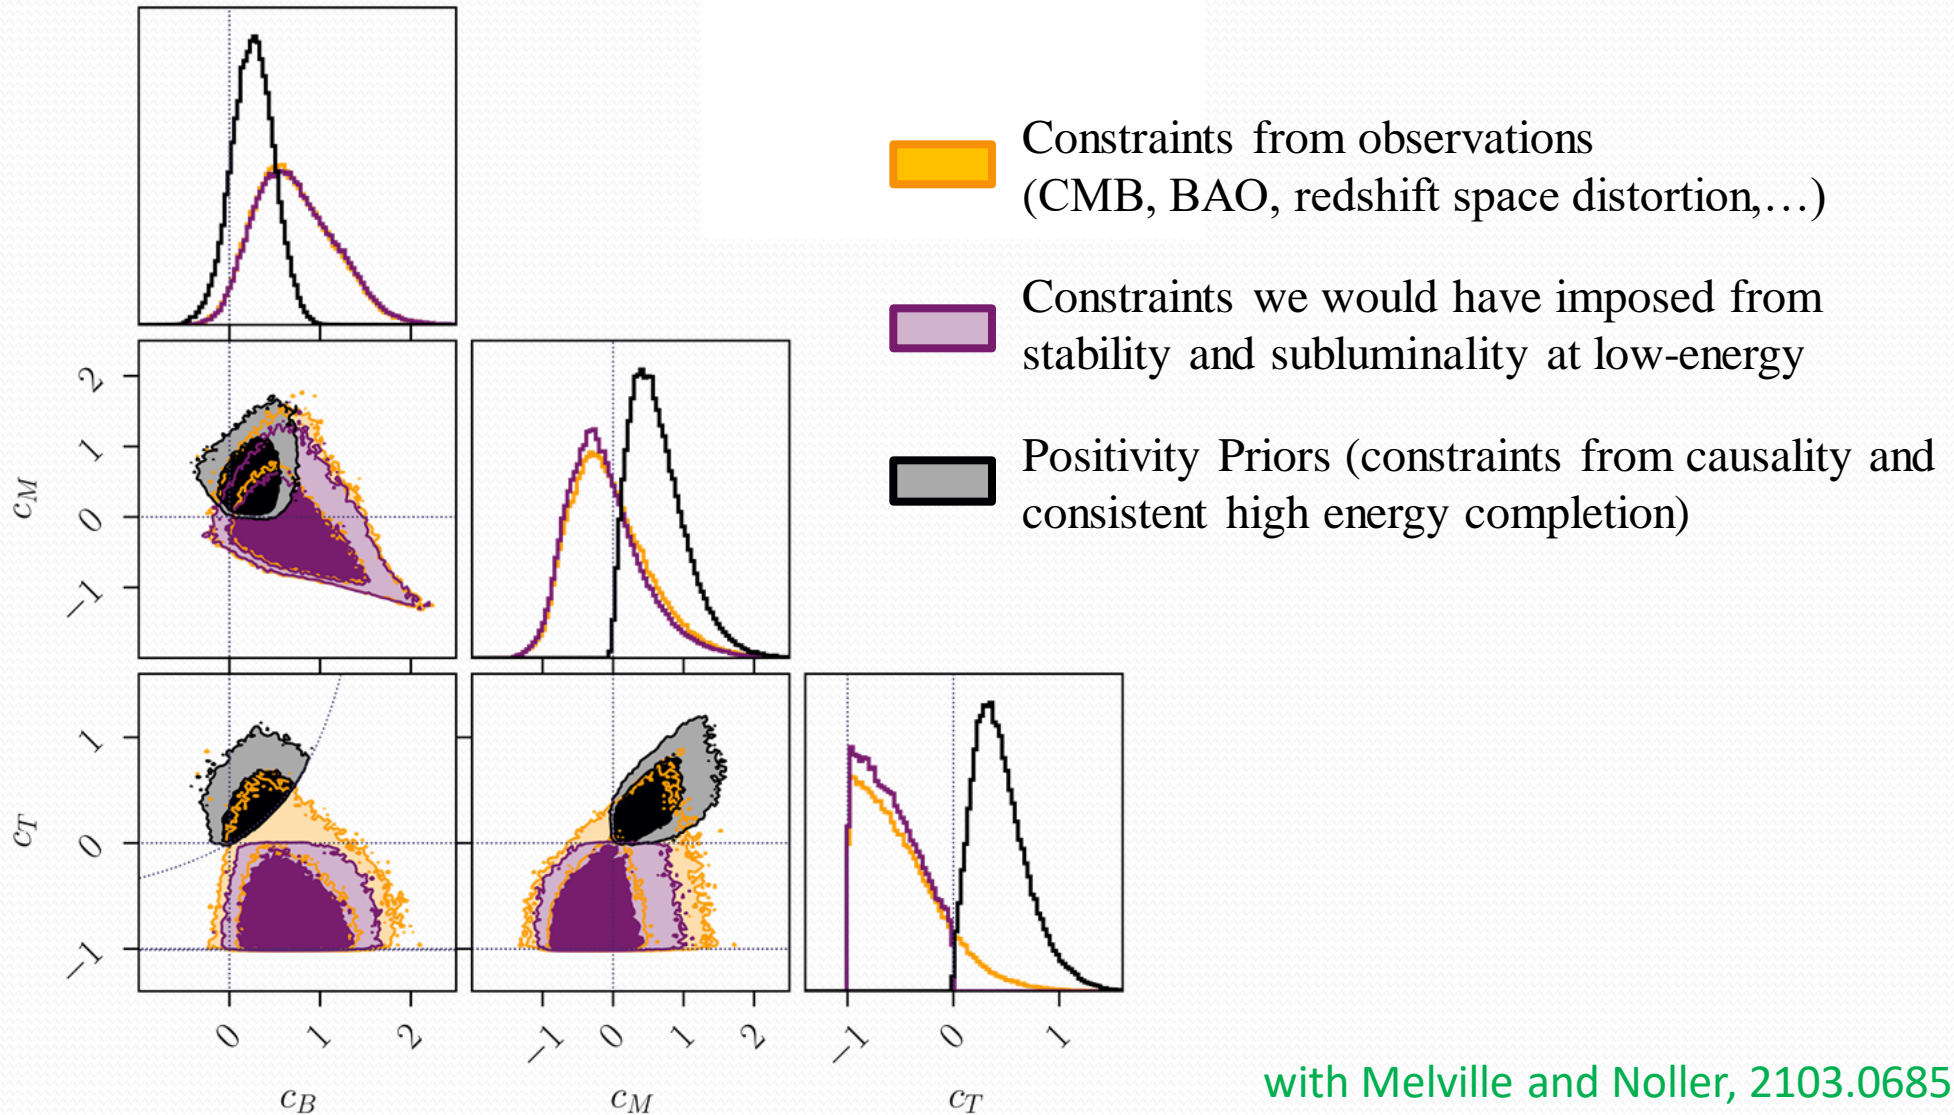 Constraints from observations
(CMB, BAO, redshift space distortion,…)
Constraints we would have imposed from
stability and subluminality at low-energy
Positivity Priors (constraints from causality and
consistent high energy completion)
c_M
2
1
0
−1
c_T
1
0
−1
0
1
2
c_B
−1
0
1
2
c_M
−1
0
1
c_T
with Melville and Noller, 2103.0685